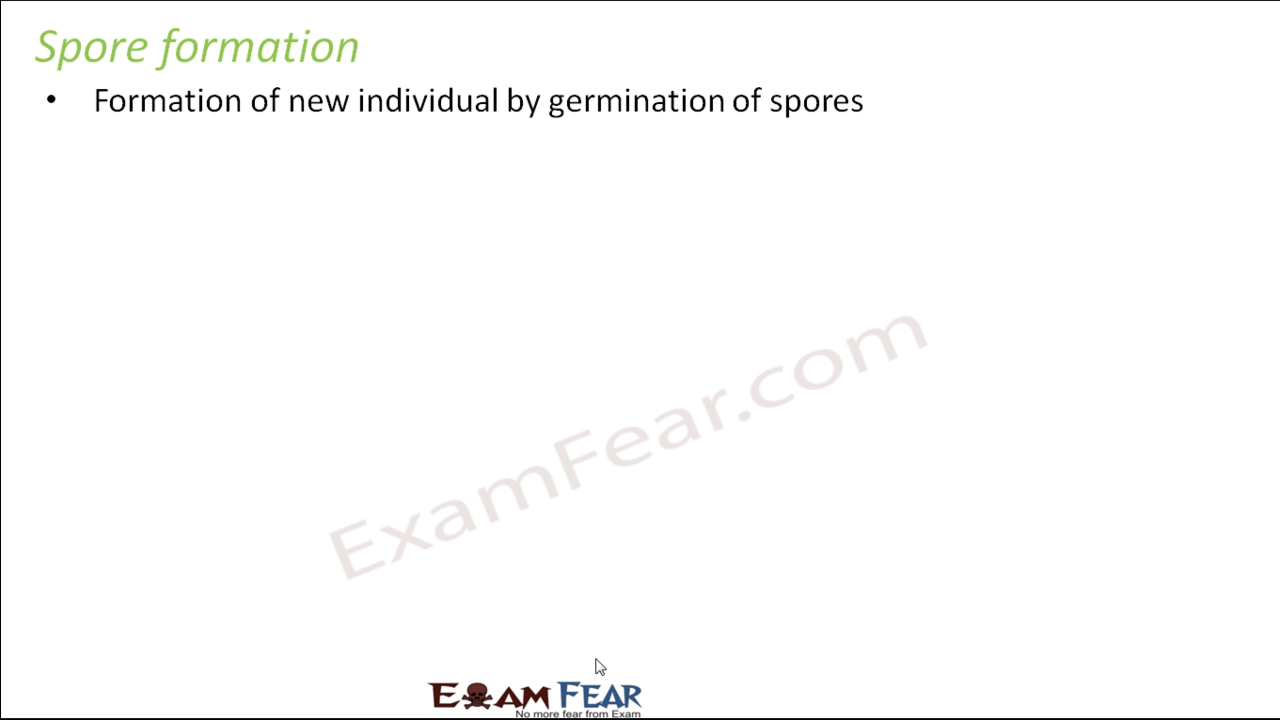 Spore formation
• Formation of new individual by germination of spores
ExamFear.com
EXAM FEAR
No more fear from Exam